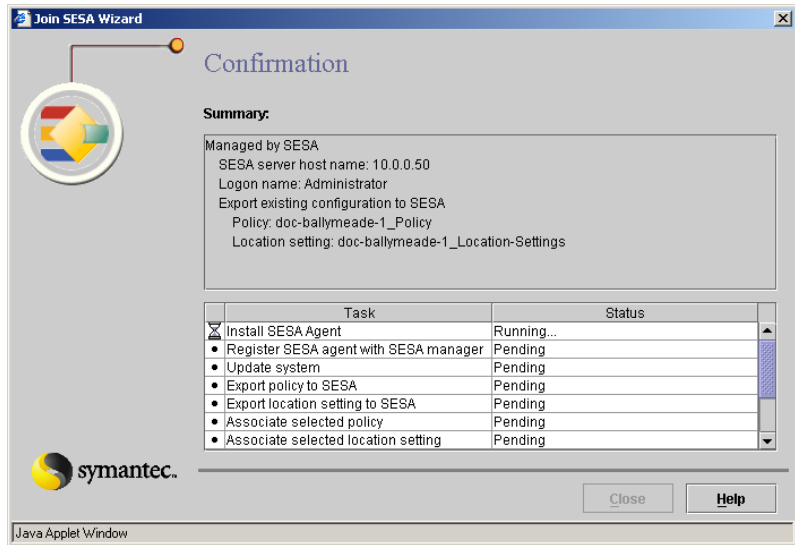 Join SESA Wizard
Confirmation
Summary:
Managed by SESA
SESA server host name: 10.0.0.50
Logon name: Administrator
Export existing configuration to SESA
Policy: doc-ballymeade-1_Policy
Location setting: doc-ballymeade-1_Location-Settings
Task Status
Install SESA Agent Running...
Register SESA agent with SESA manager Pending
Update system Pending
Export policy to SESA Pending
Export location setting to SESA Pending
Associate selected policy Pending
Associate selected location setting Pending
symantec™
Close Help
Java Applet Window